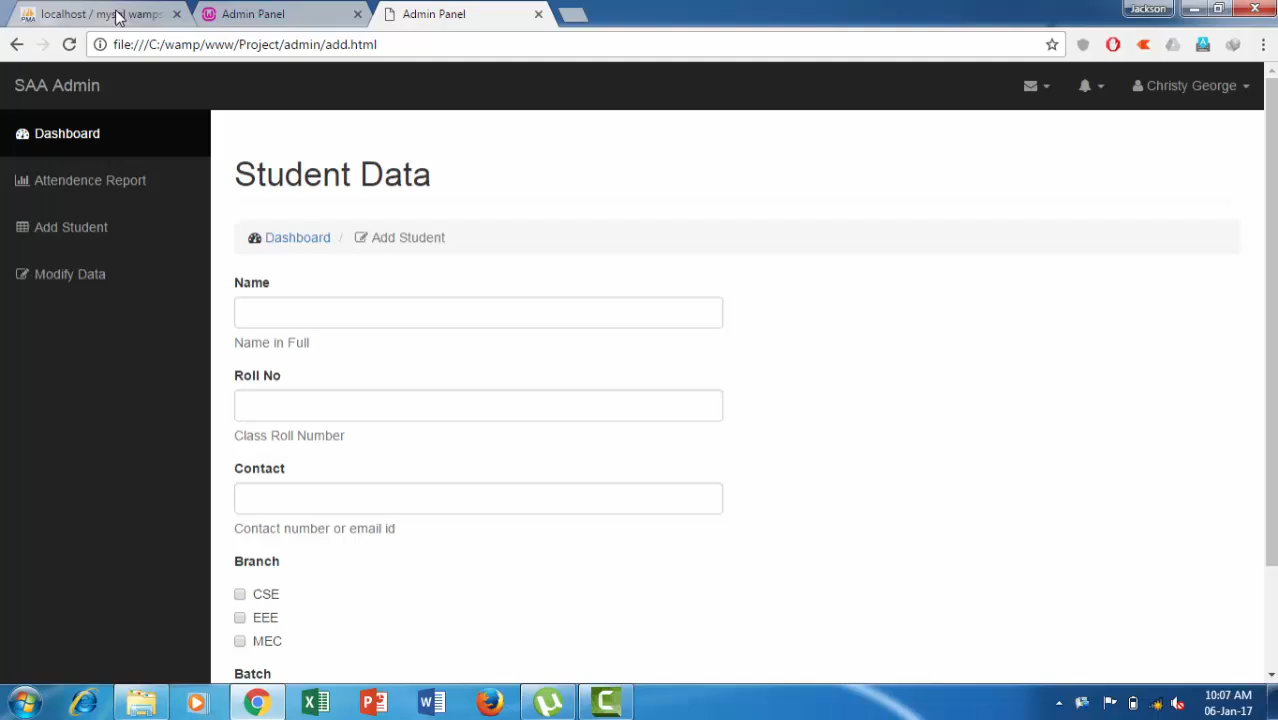 localhost / mysql wamps
Admin Panel
Admin Panel
Jackson
file:///C:/wamp/www/Project/admin/add.html
SAA Admin
Christy George
Dashboard
Attendence Report
Add Student
Modify Data
Student Data
Dashboard / Add Student
Name
Name in Full
Roll No
Class Roll Number
Contact
Contact number or email id
Branch
CSE
EEE
MEC
Batch
10:07 AM
06-Jan-17